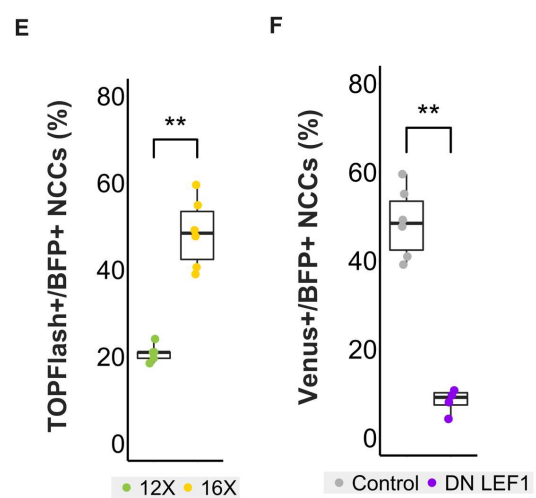 E
TOPFlash+/BFP+ NCCs (%)
80
60
40
20
0
**
12X 16X
F
Venus+/BFP+ NCCs (%)
80
60
40
20
0
**
Control DN LEF1